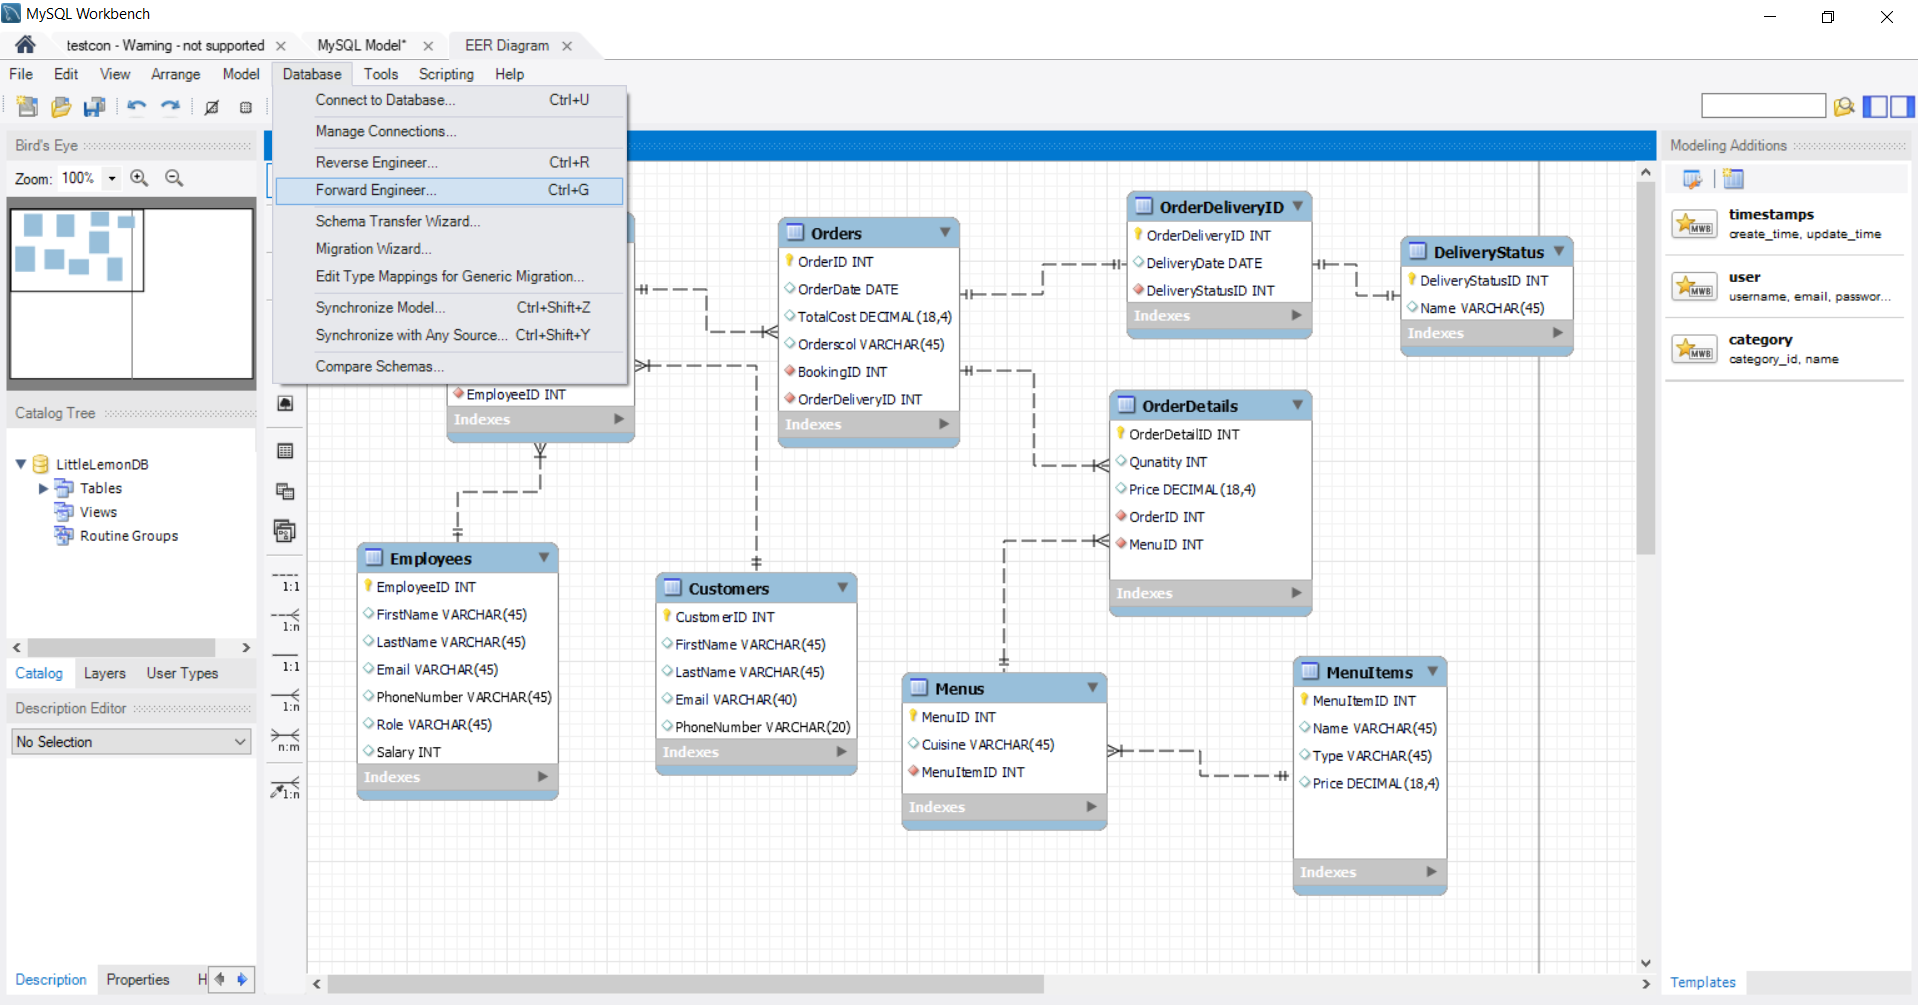 MySQL Workbench
testcon - Warning - not supported
MySQL Model*
EER Diagram
File Edit View Arrange Model Database Tools Scripting Help
Connect to Database... Ctrl+U
Manage Connections...
Reverse Engineer... Ctrl+R
Forward Engineer... Ctrl+G
Schema Transfer Wizard...
Migration Wizard...
Edit Type Mappings for Generic Migration...
Synchronize Model... Ctrl+Shift+Z
Synchronize with Any Source... Ctrl+Shift+Y
Compare Schemas...
Bird's Eye
Zoom: 100%
Catalog Tree
LittleLemonDB
Tables
Views
Routine Groups
Catalog Layers User Types
Description Editor
No Selection
Description Properties H
1:1
1:n
1:1
1:n
n:m
1:n
EmployeeID INT
Indexes
Orders
OrderID INT
OrderDate DATE
TotalCost DECIMAL(18,4)
Orderscol VARCHAR(45)
BookingID INT
OrderDeliveryID INT
Indexes
OrderDeliveryID
OrderDeliveryID INT
DeliveryDate DATE
DeliveryStatusID INT
Indexes
DeliveryStatus
DeliveryStatusID INT
Name VARCHAR(45)
Indexes
OrderDetails
OrderDetailID INT
Qunatity INT
Price DECIMAL(18,4)
OrderID INT
MenuID INT
Indexes
Employees
EmployeeID INT
FirstName VARCHAR(45)
LastName VARCHAR(45)
Email VARCHAR(45)
PhoneNumber VARCHAR(45)
Role VARCHAR(45)
Salary INT
Indexes
Customers
CustomerID INT
FirstName VARCHAR(45)
LastName VARCHAR(45)
Email VARCHAR(40)
PhoneNumber VARCHAR(20)
Indexes
Menus
MenuID INT
Cuisine VARCHAR(45)
MenuItemID INT
Indexes
MenuItems
MenuItemID INT
Name VARCHAR(45)
Type VARCHAR(45)
Price DECIMAL(18,4)
Indexes
Modeling Additions
MWB
timestamps
create_time, update_time
MWB
user
username, email, passwor...
MWB
category
category_id, name
Templates